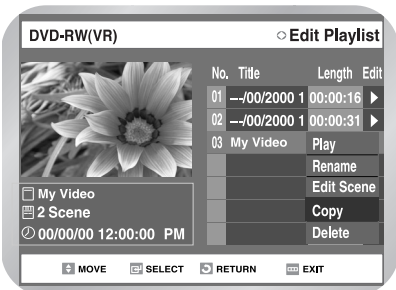 DVD-RW(VR) Edit Playlist
No. Title Length Edit
01 ---/00/2000 1 00:00:16
02 ---/00/2000 1 00:00:31
03 My Video
Play
Rename
Edit Scene
Copy
Delete
My Video
2 Scene
00/00/00 12:00:00 PM
MOVE SELECT RETURN EXIT